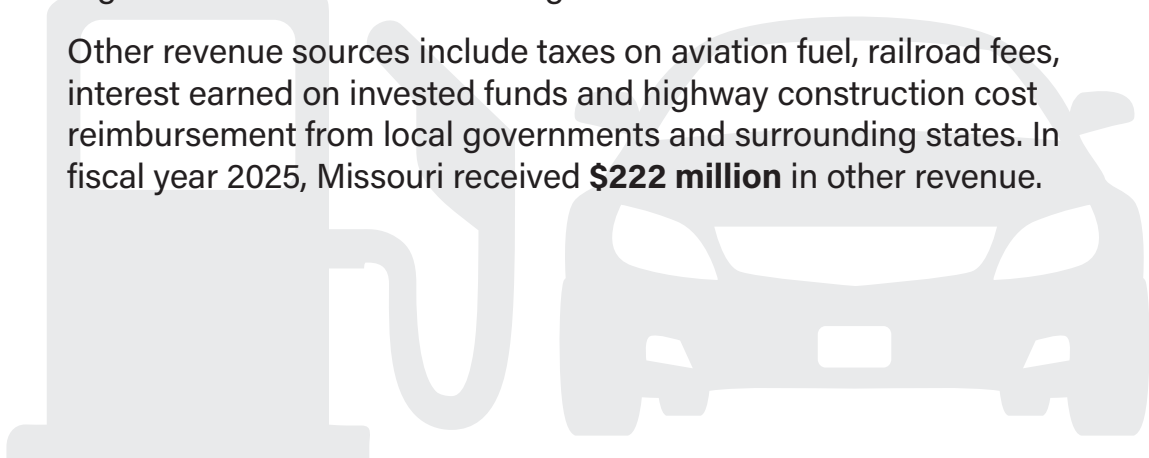 Other revenue sources include taxes on aviation fuel, railroad fees,
interest earned on invested funds and highway construction cost
reimbursement from local governments and surrounding states. In
fiscal year 2025, Missouri received $222 million in other revenue.